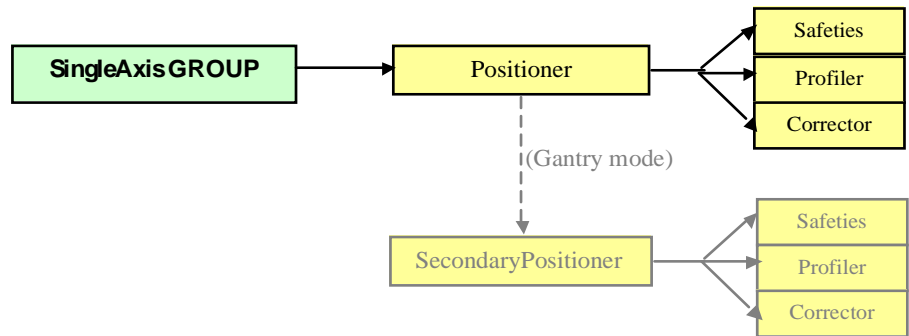 Safeties
SingleAxisGROUP
Positioner
Profiler
Corrector
(Gantry mode)
Safeties
SecondaryPositioner
Profiler
Corrector